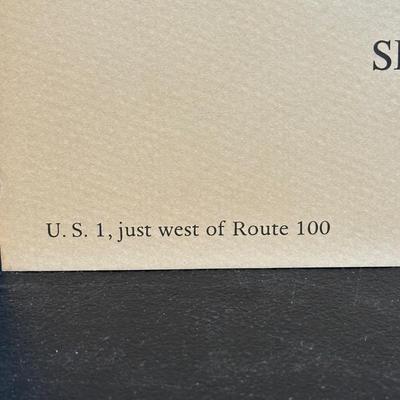 U. S. 1, just west of Route 100